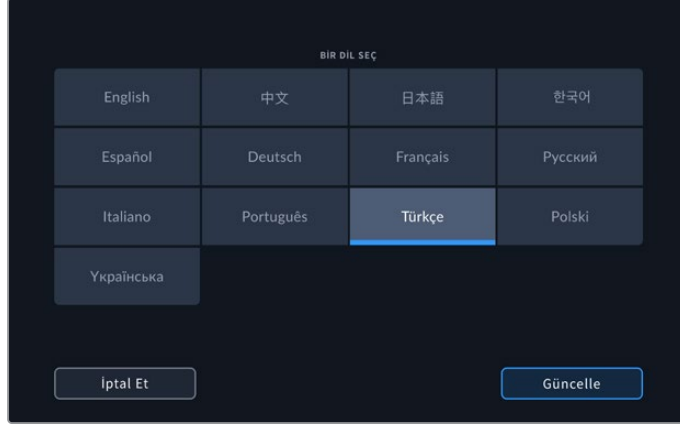 BİR DİL SEÇ
English 中文 日本語 한국어
Español Deutsch Français Русский
Italiano Português Türkçe Polski
Українська
İptal Et Güncelle